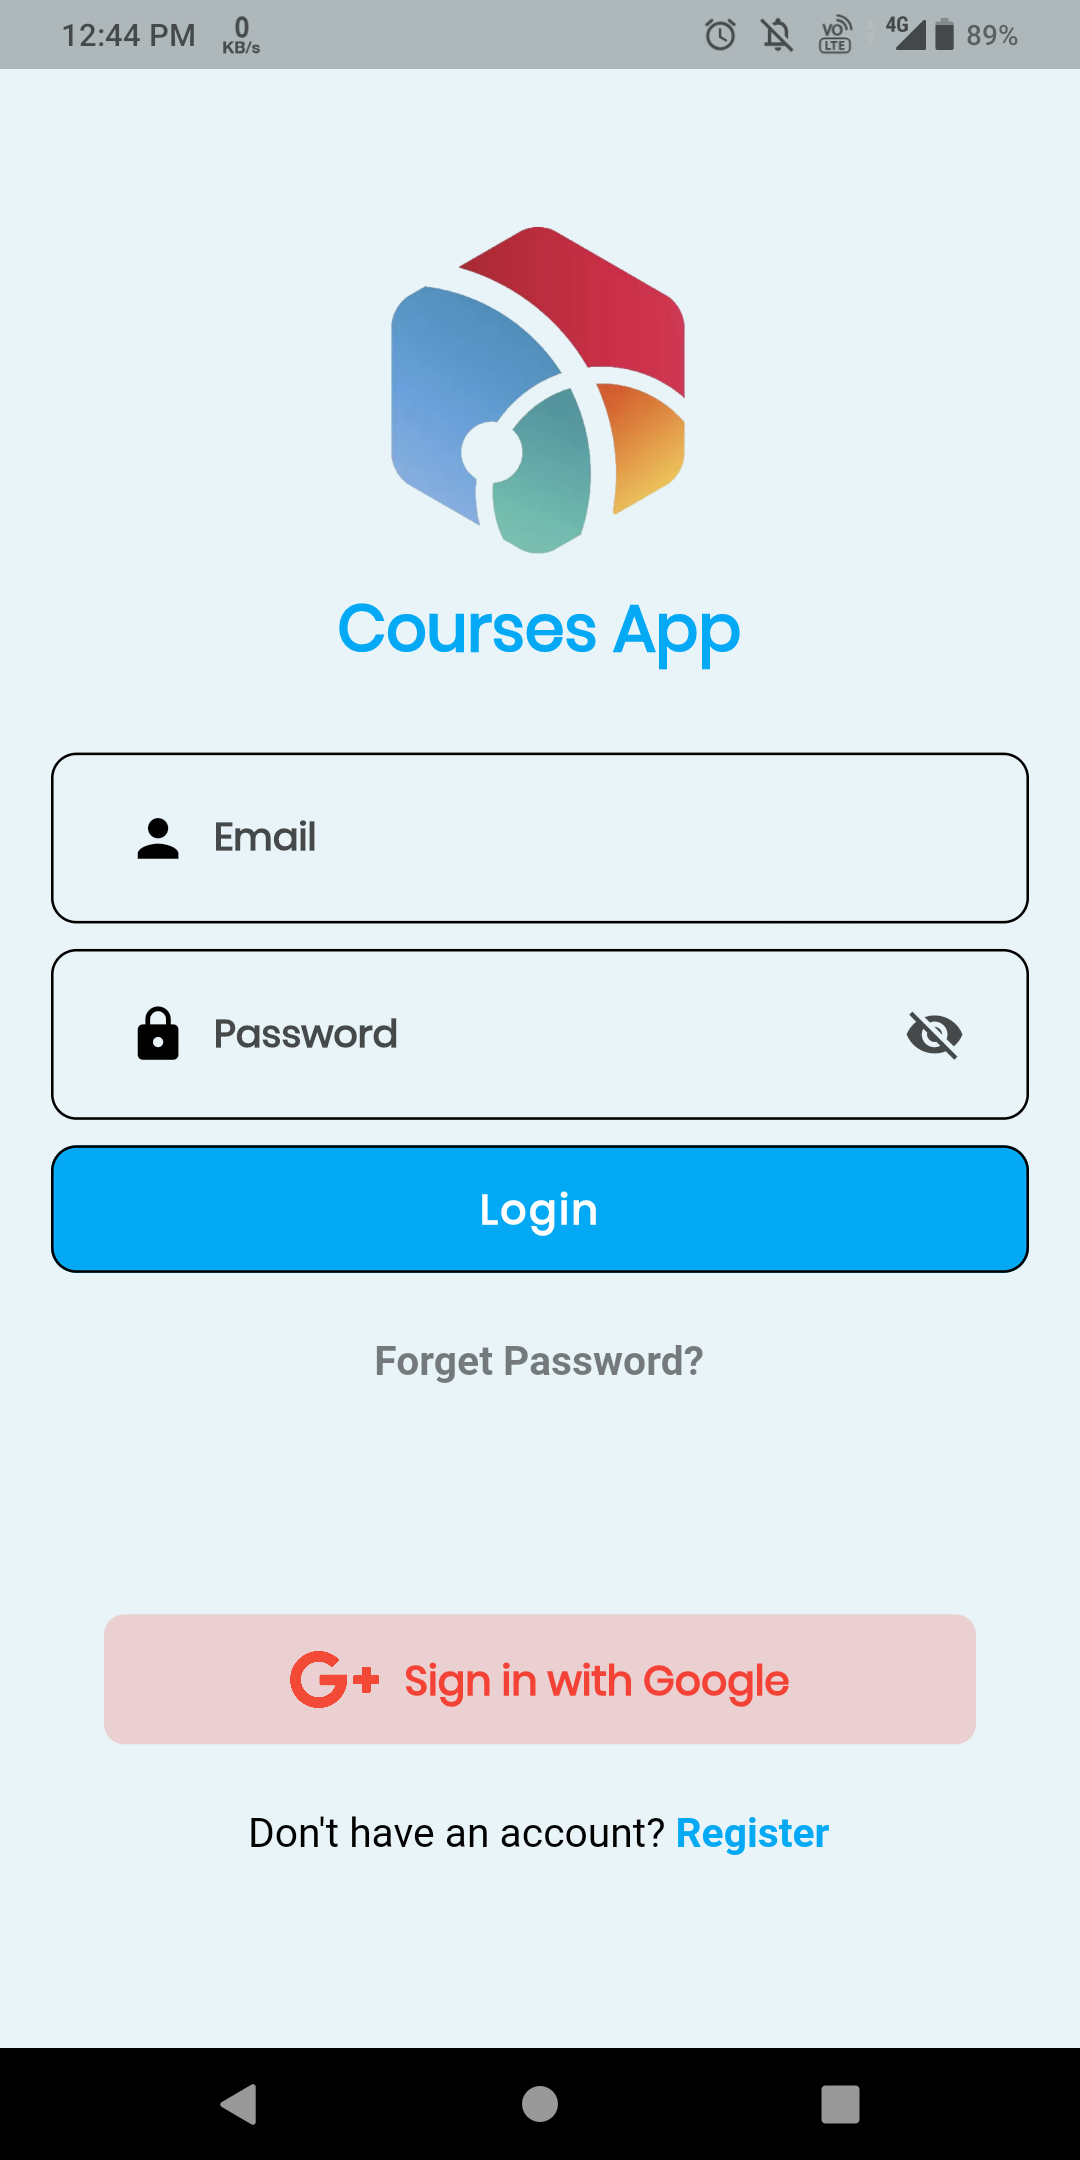 12:44 PM 0 KB/s VO LTE 4G 89%
Courses App
Email
Password
Login
Forget Password?
G+ Sign in with Google
Don't have an account? Register